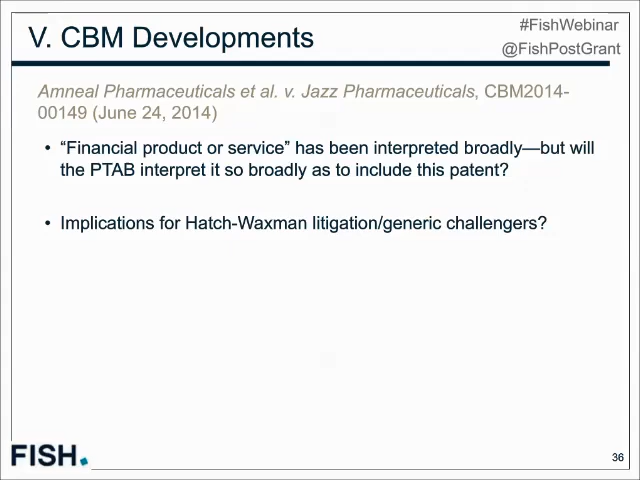 #FishWebinar
V. CBM Developments
@FishPostGrant
Amneal Pharmaceuticals et al. v. Jazz Pharmaceuticals, CBM2014-
00149 (June 24, 2014)
• “Financial product or service” has been interpreted broadly—but will
the PTAB interpret it so broadly as to include this patent?
• Implications for Hatch-Waxman litigation/generic challengers?
FISH.
36